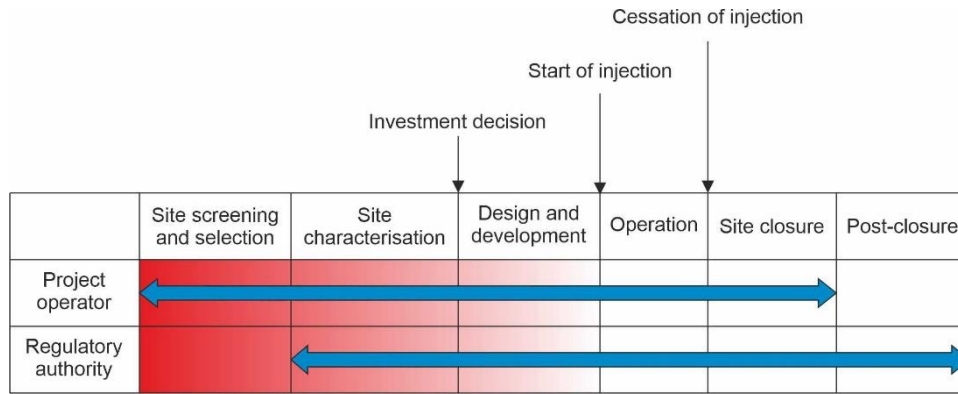 Cessation of injection
Start of injection
Investment decision
Site screening
and selection
Site
characterisation
Design and
development
Operation
Site closure
Post-closure
Project
operator
Regulatory
authority